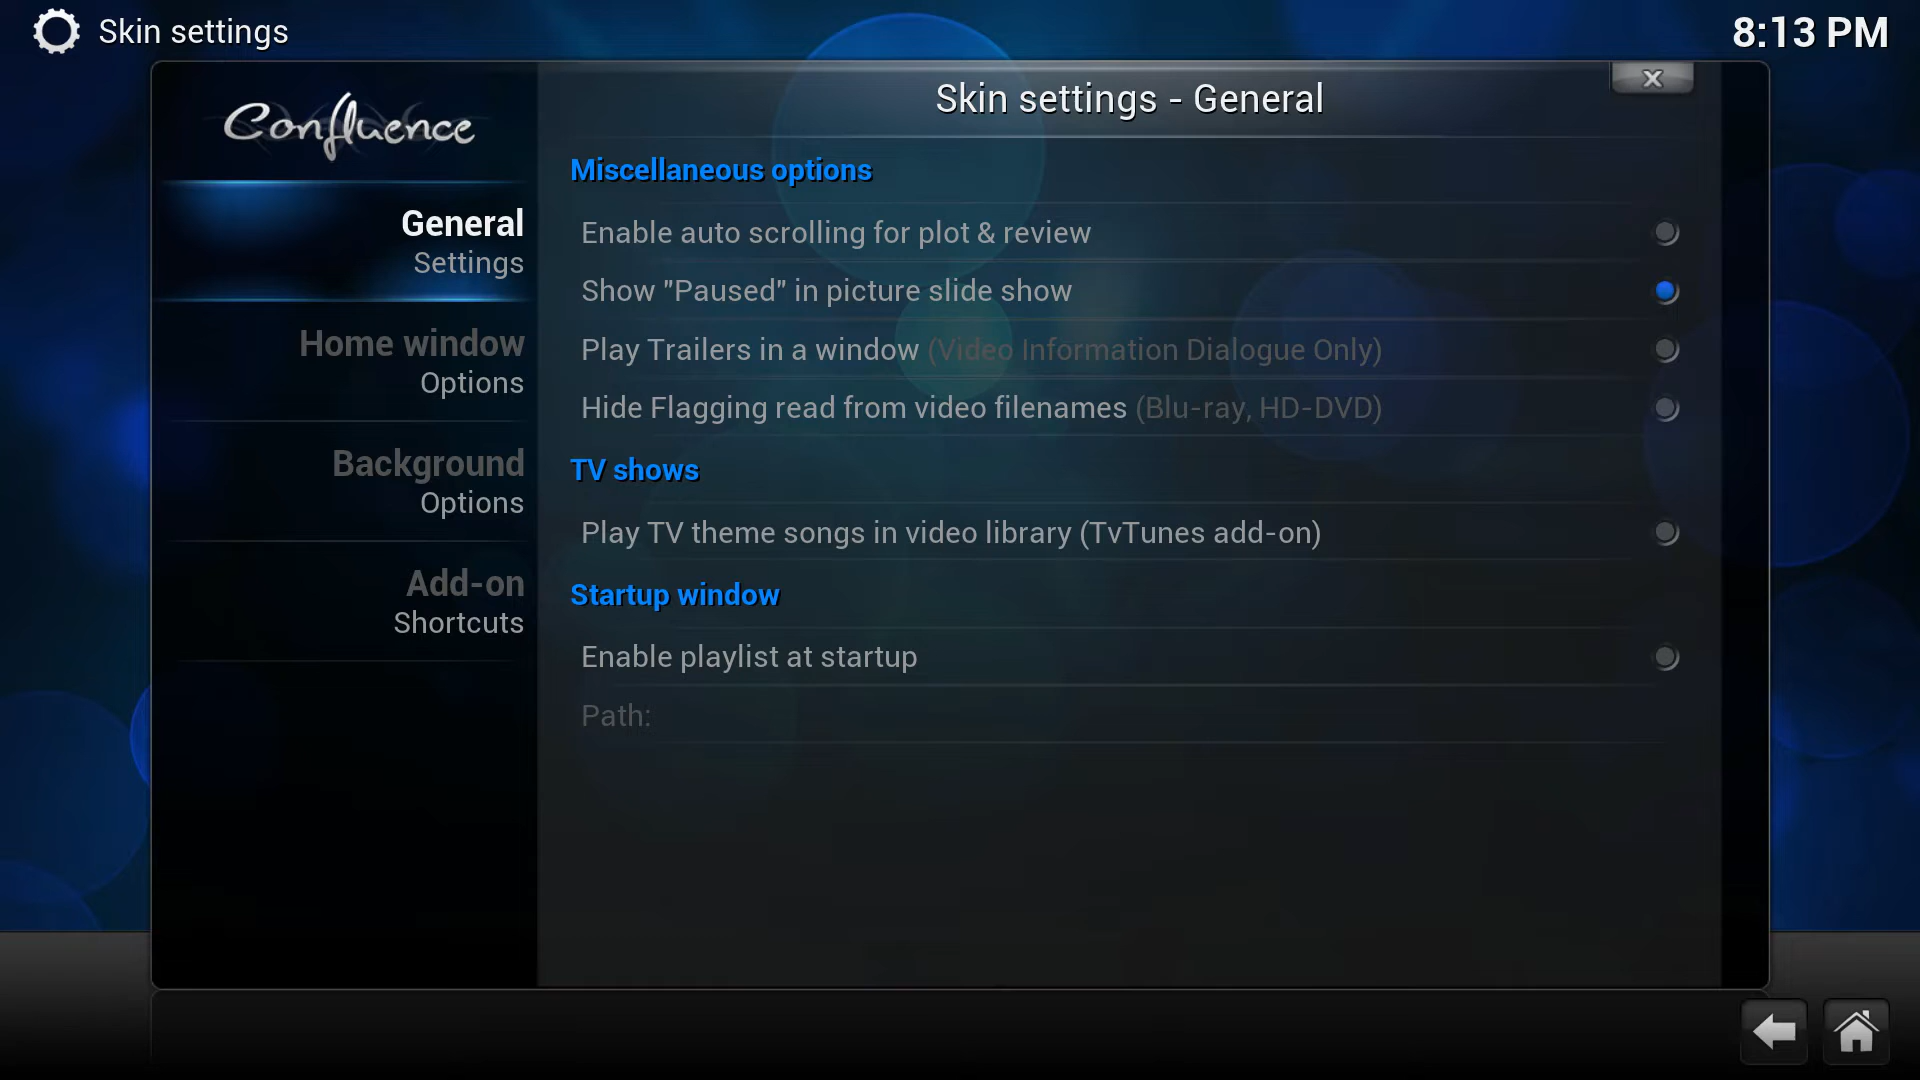 Skin settings
8:13 PM
Confluence
General
Settings
Home window
Options
Background
Options
Add-on
Shortcuts
Skin settings - General
Miscellaneous options
Enable auto scrolling for plot & review
Show "Paused" in picture slide show
Play Trailers in a window (Video Information Dialogue Only)
Hide Flagging read from video filenames (Blu-ray, HD-DVD)
TV shows
Play TV theme songs in video library (TvTunes add-on)
Startup window
Enable playlist at startup
Path: